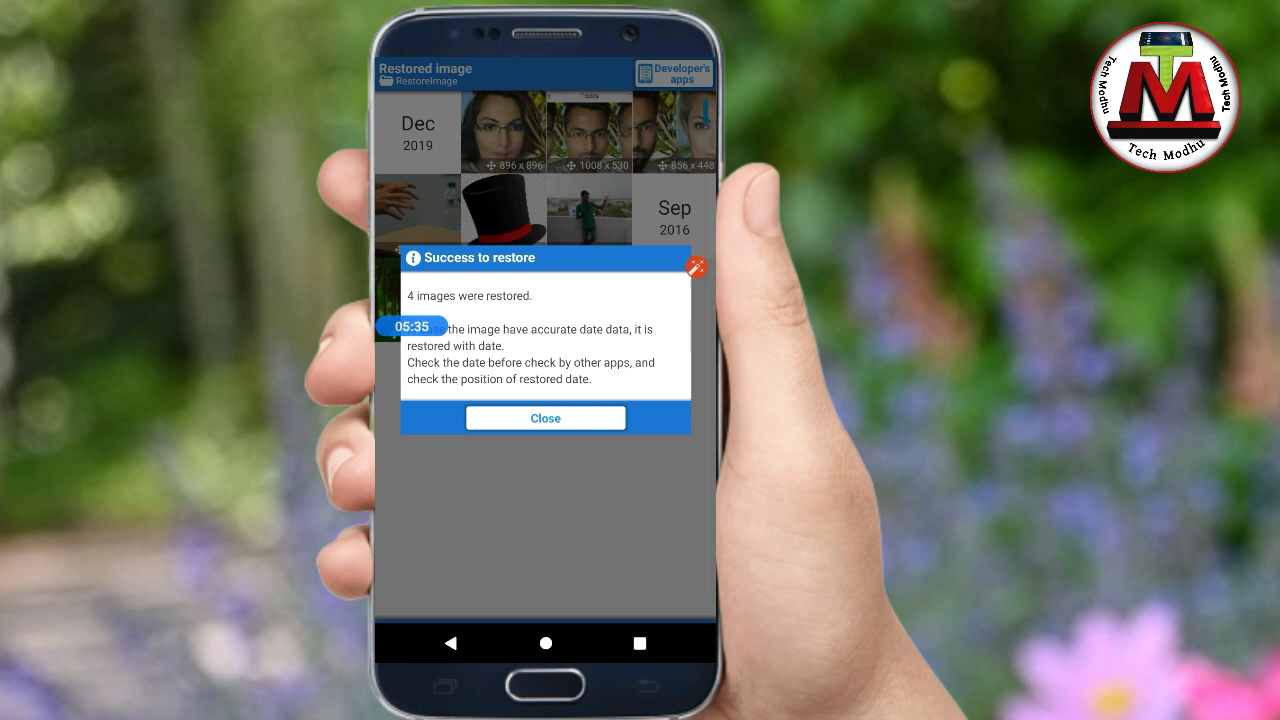 Restored image
RestoreImage
Developer's
apps
Dec
2019
896 x 896
1008 x 530
856 x 448
Sep
2016
Success to restore
4 images were restored.
the image have accurate date data, it is
restored with date.
Check the date before check by other apps, and
check the position of restored date.
05:35
Close
Tech Modhu
Tech Modhu
Tech Modhu